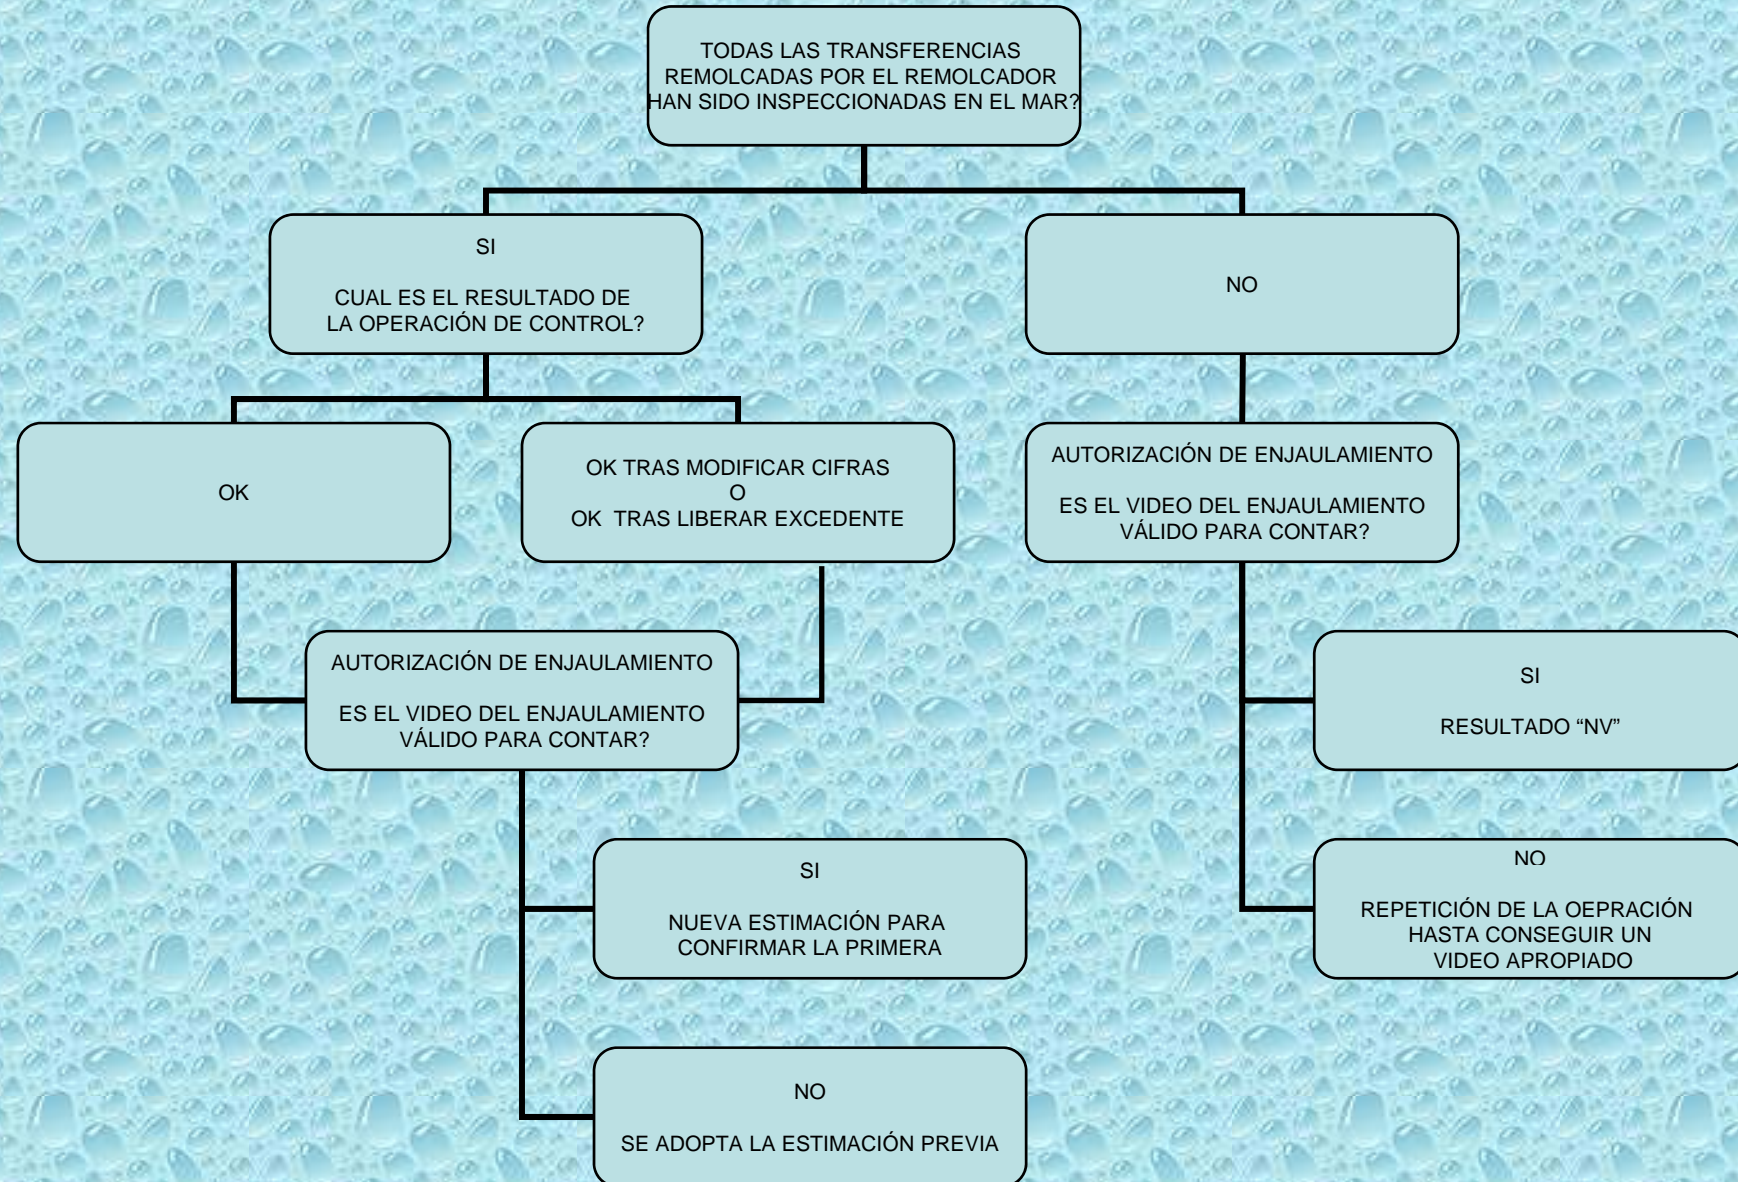 TODAS LAS TRANSFERENCIAS
REMOLCADAS POR EL REMOLCADOR
HAN SIDO INSPECCIONADAS EN EL MAR?
SI
CUAL ES EL RESULTADO DE
LA OPERACIÓN DE CONTROL?
NO
OK
OK TRAS MODIFICAR CIFRAS
O
OK TRAS LIBERAR EXCEDENTE
AUTORIZACIÓN DE ENJAULAMIENTO
ES EL VIDEO DEL ENJAULAMIENTO
VÁLIDO PARA CONTAR?
AUTORIZACIÓN DE ENJAULAMIENTO
ES EL VIDEO DEL ENJAULAMIENTO
VÁLIDO PARA CONTAR?
SI
RESULTADO “NV”
SI
NUEVA ESTIMACIÓN PARA
CONFIRMAR LA PRIMERA
NO
REPETICIÓN DE LA OEPRACIÓN
HASTA CONSEGUIR UN
VIDEO APROPIADO
NO
SE ADOPTA LA ESTIMACIÓN PREVIA